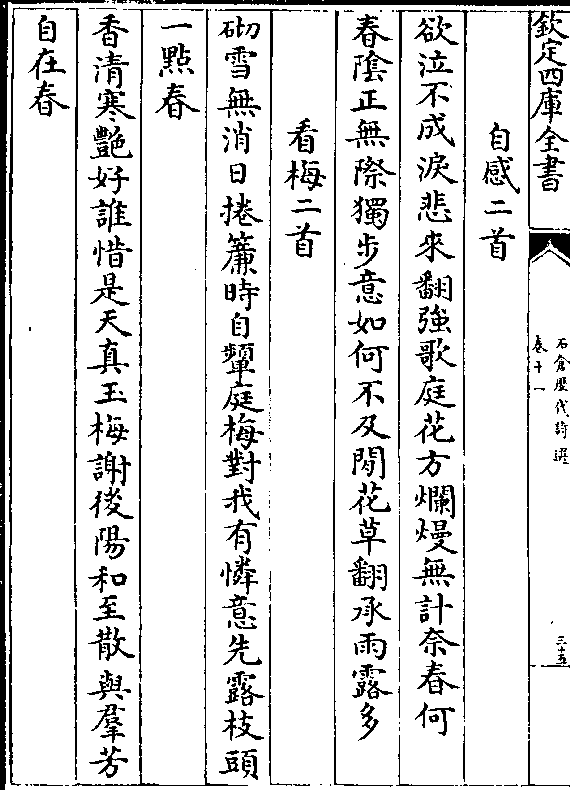 欽定四庫全書
石倉歷代詩選
卷十一
三十五
自感二首
欲泣不成淚悲來翻強歌庭花方爛熳無計奈春何
春陰正無際獨步意如何不及閒花草翻承雨露多
看梅二首
砌雪無消日捲簾時自顰庭梅對我有憐意先露枝頭
一點春
香清寒艷好誰惜是天真玉梅謝後陽和至散與羣芳
自在春